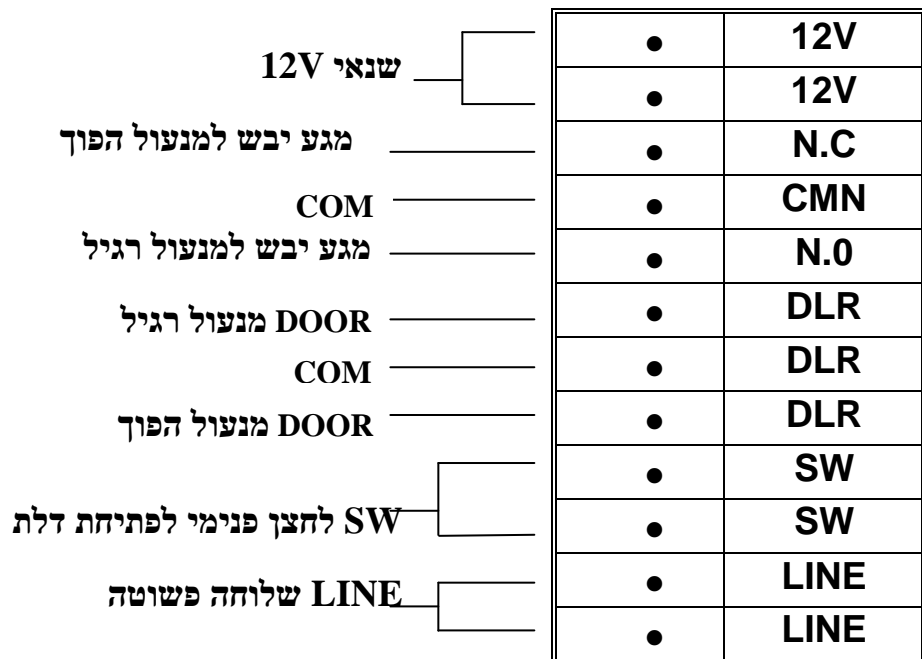 12V
שנאי 12V
12V
מגע יבש למנעול הפוך
N.C
COM
CMN
מגע יבש למנעול רגיל
N.0
DOOR מנעול רגיל
DLR
COM
DLR
DOOR מנעול הפוך
DLR
SW
SW לחצן פנימי לפתיחת דלת
SW
LINE
LINE שלוחה פשוטה
LINE